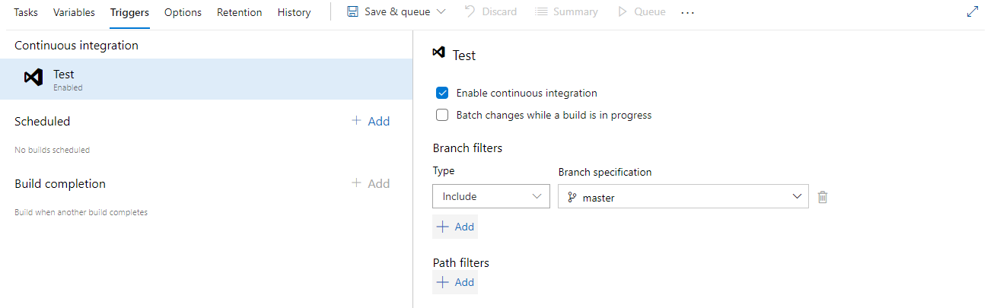 Tasks Variables Triggers Options Retention History Save & queue Discard Summary Queue ...
Continuous integration
Test
Enabled
Scheduled + Add
No builds scheduled
Build completion + Add
Build when another build completes
Test
Enable continuous integration
Batch changes while a build is in progress
Branch filters
Type Branch specification
Include master
+ Add
Path filters
+ Add